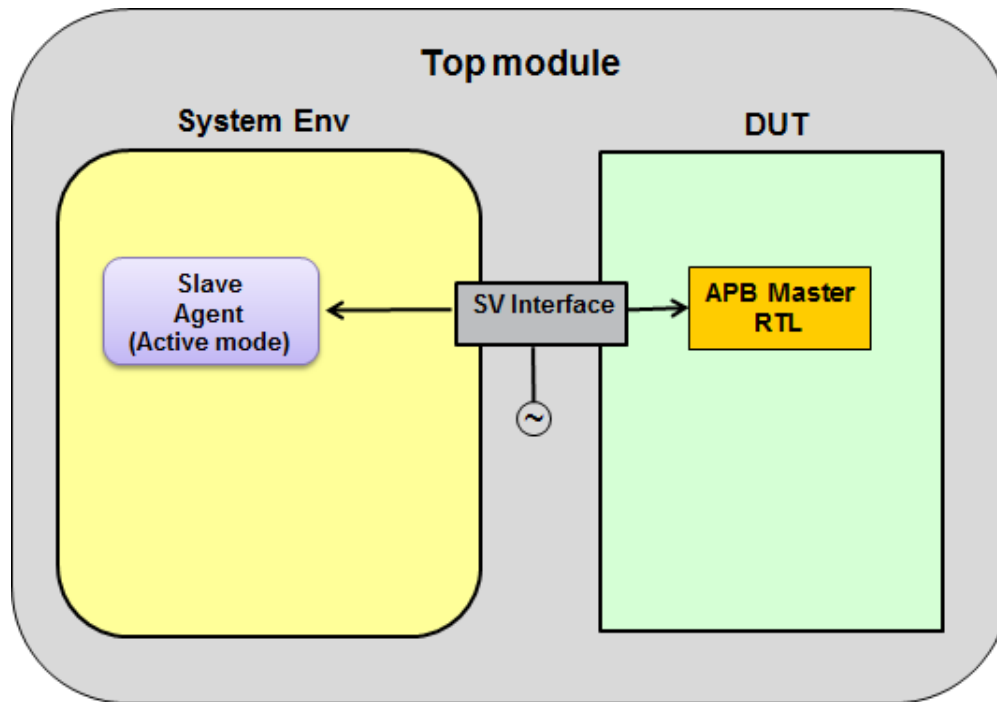 Top module
System Env
DUT
Slave
Agent
(Active mode)
SV Interface
APB Master
RTL
~